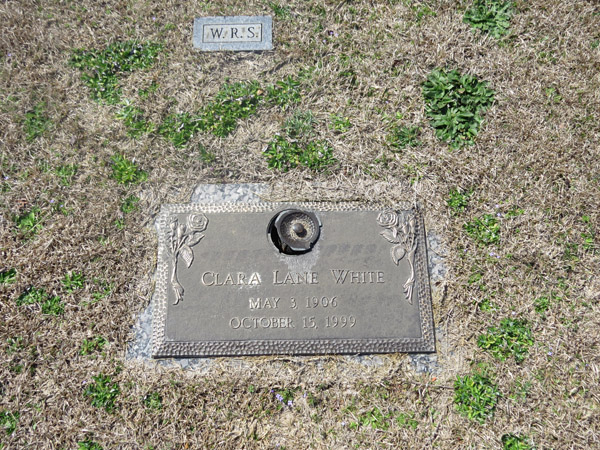 W.R.S.
CLARA LANE WHITE
MAY 3, 1906
OCTOBER 15, 1999